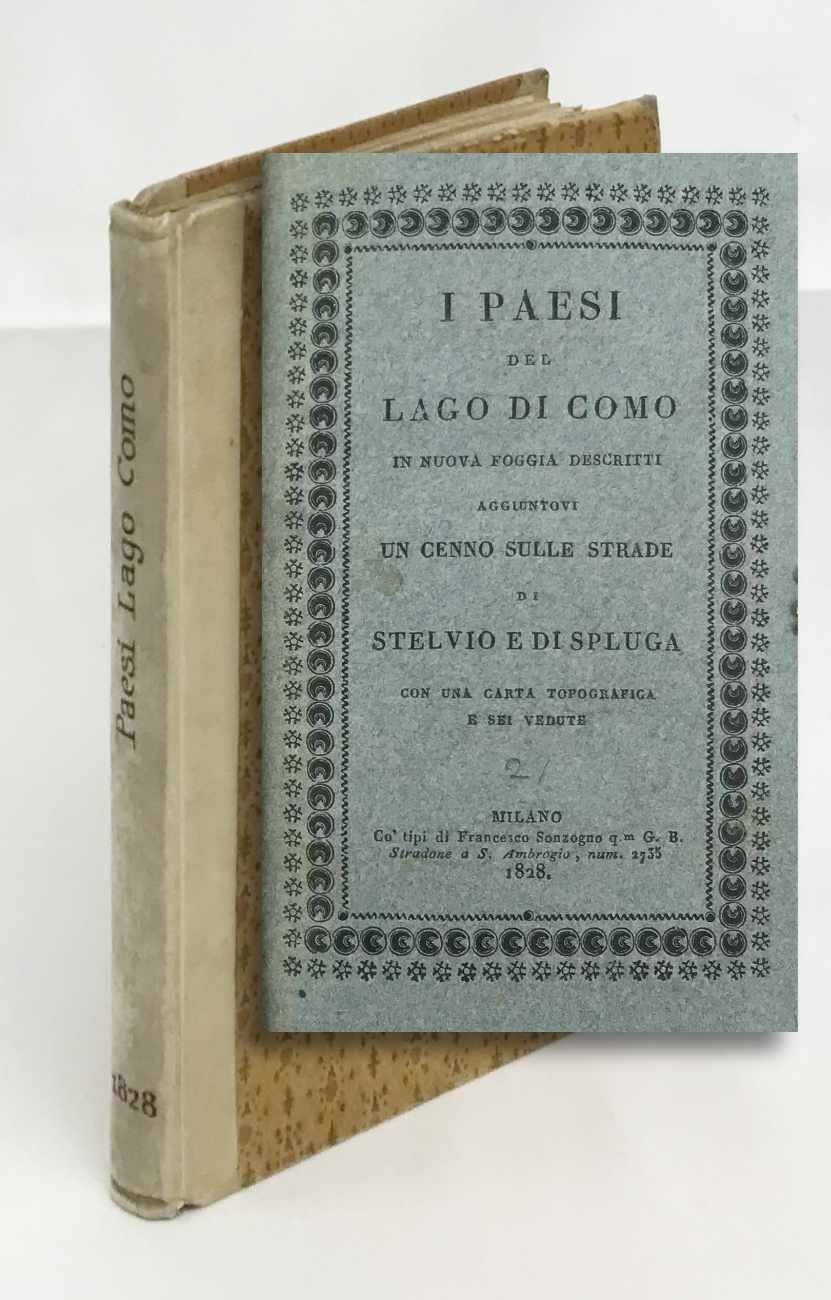 Paesi Lago Como
1828
I PAESI
DEL
LAGO DI COMO
IN NUOVA FOGGIA DESCRITTI
AGGIUNTOVI
UN CENNO SULLE STRADE
DI
STELVIO E DI SPLUGA
CON UNA CARTA TOPOGRAFICA
E SEI VEDUTE
MILANO
Co' tipi di Francesco Sonzogno q.m G. B.
Stradone a S. Ambrogio, num. 2735
1828.